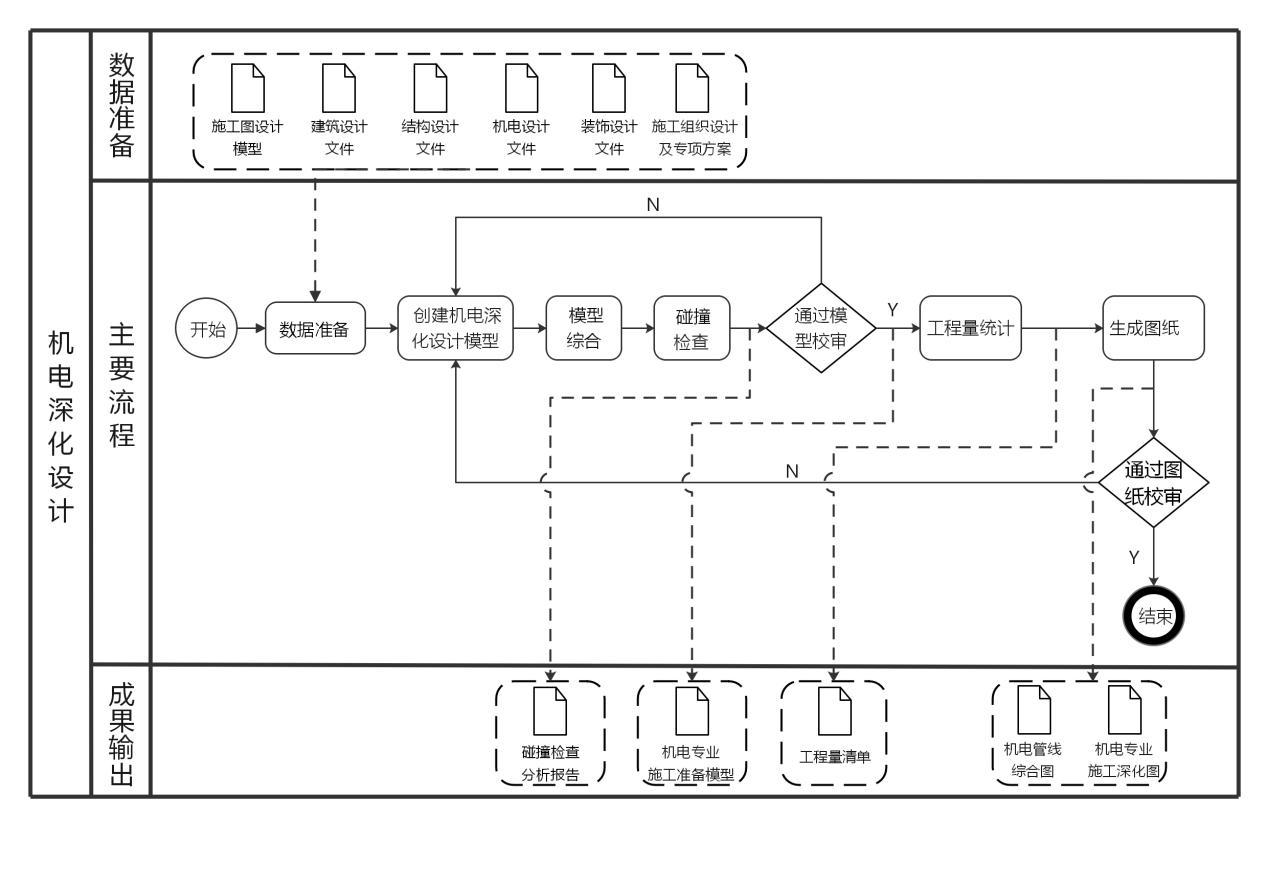 机
电
深
化
设
计
数
据
准
备
施工图设计
模型
建筑设计
文件
结构设计
文件
机电设计
文件
装饰设计
文件
施工组织设计
及专项方案
主
要
流
程
N
开始
数据准备
创建机电深
化设计模型
模型
综合
碰撞
检查
通过模
型校审
Y
工程量统计
生成图纸
N
通过图
纸校审
Y
结束
成
果
输
出
碰撞检查
分析报告
机电专业
施工准备模型
工程量清单
机电管线
综合图
机电专业
施工深化图